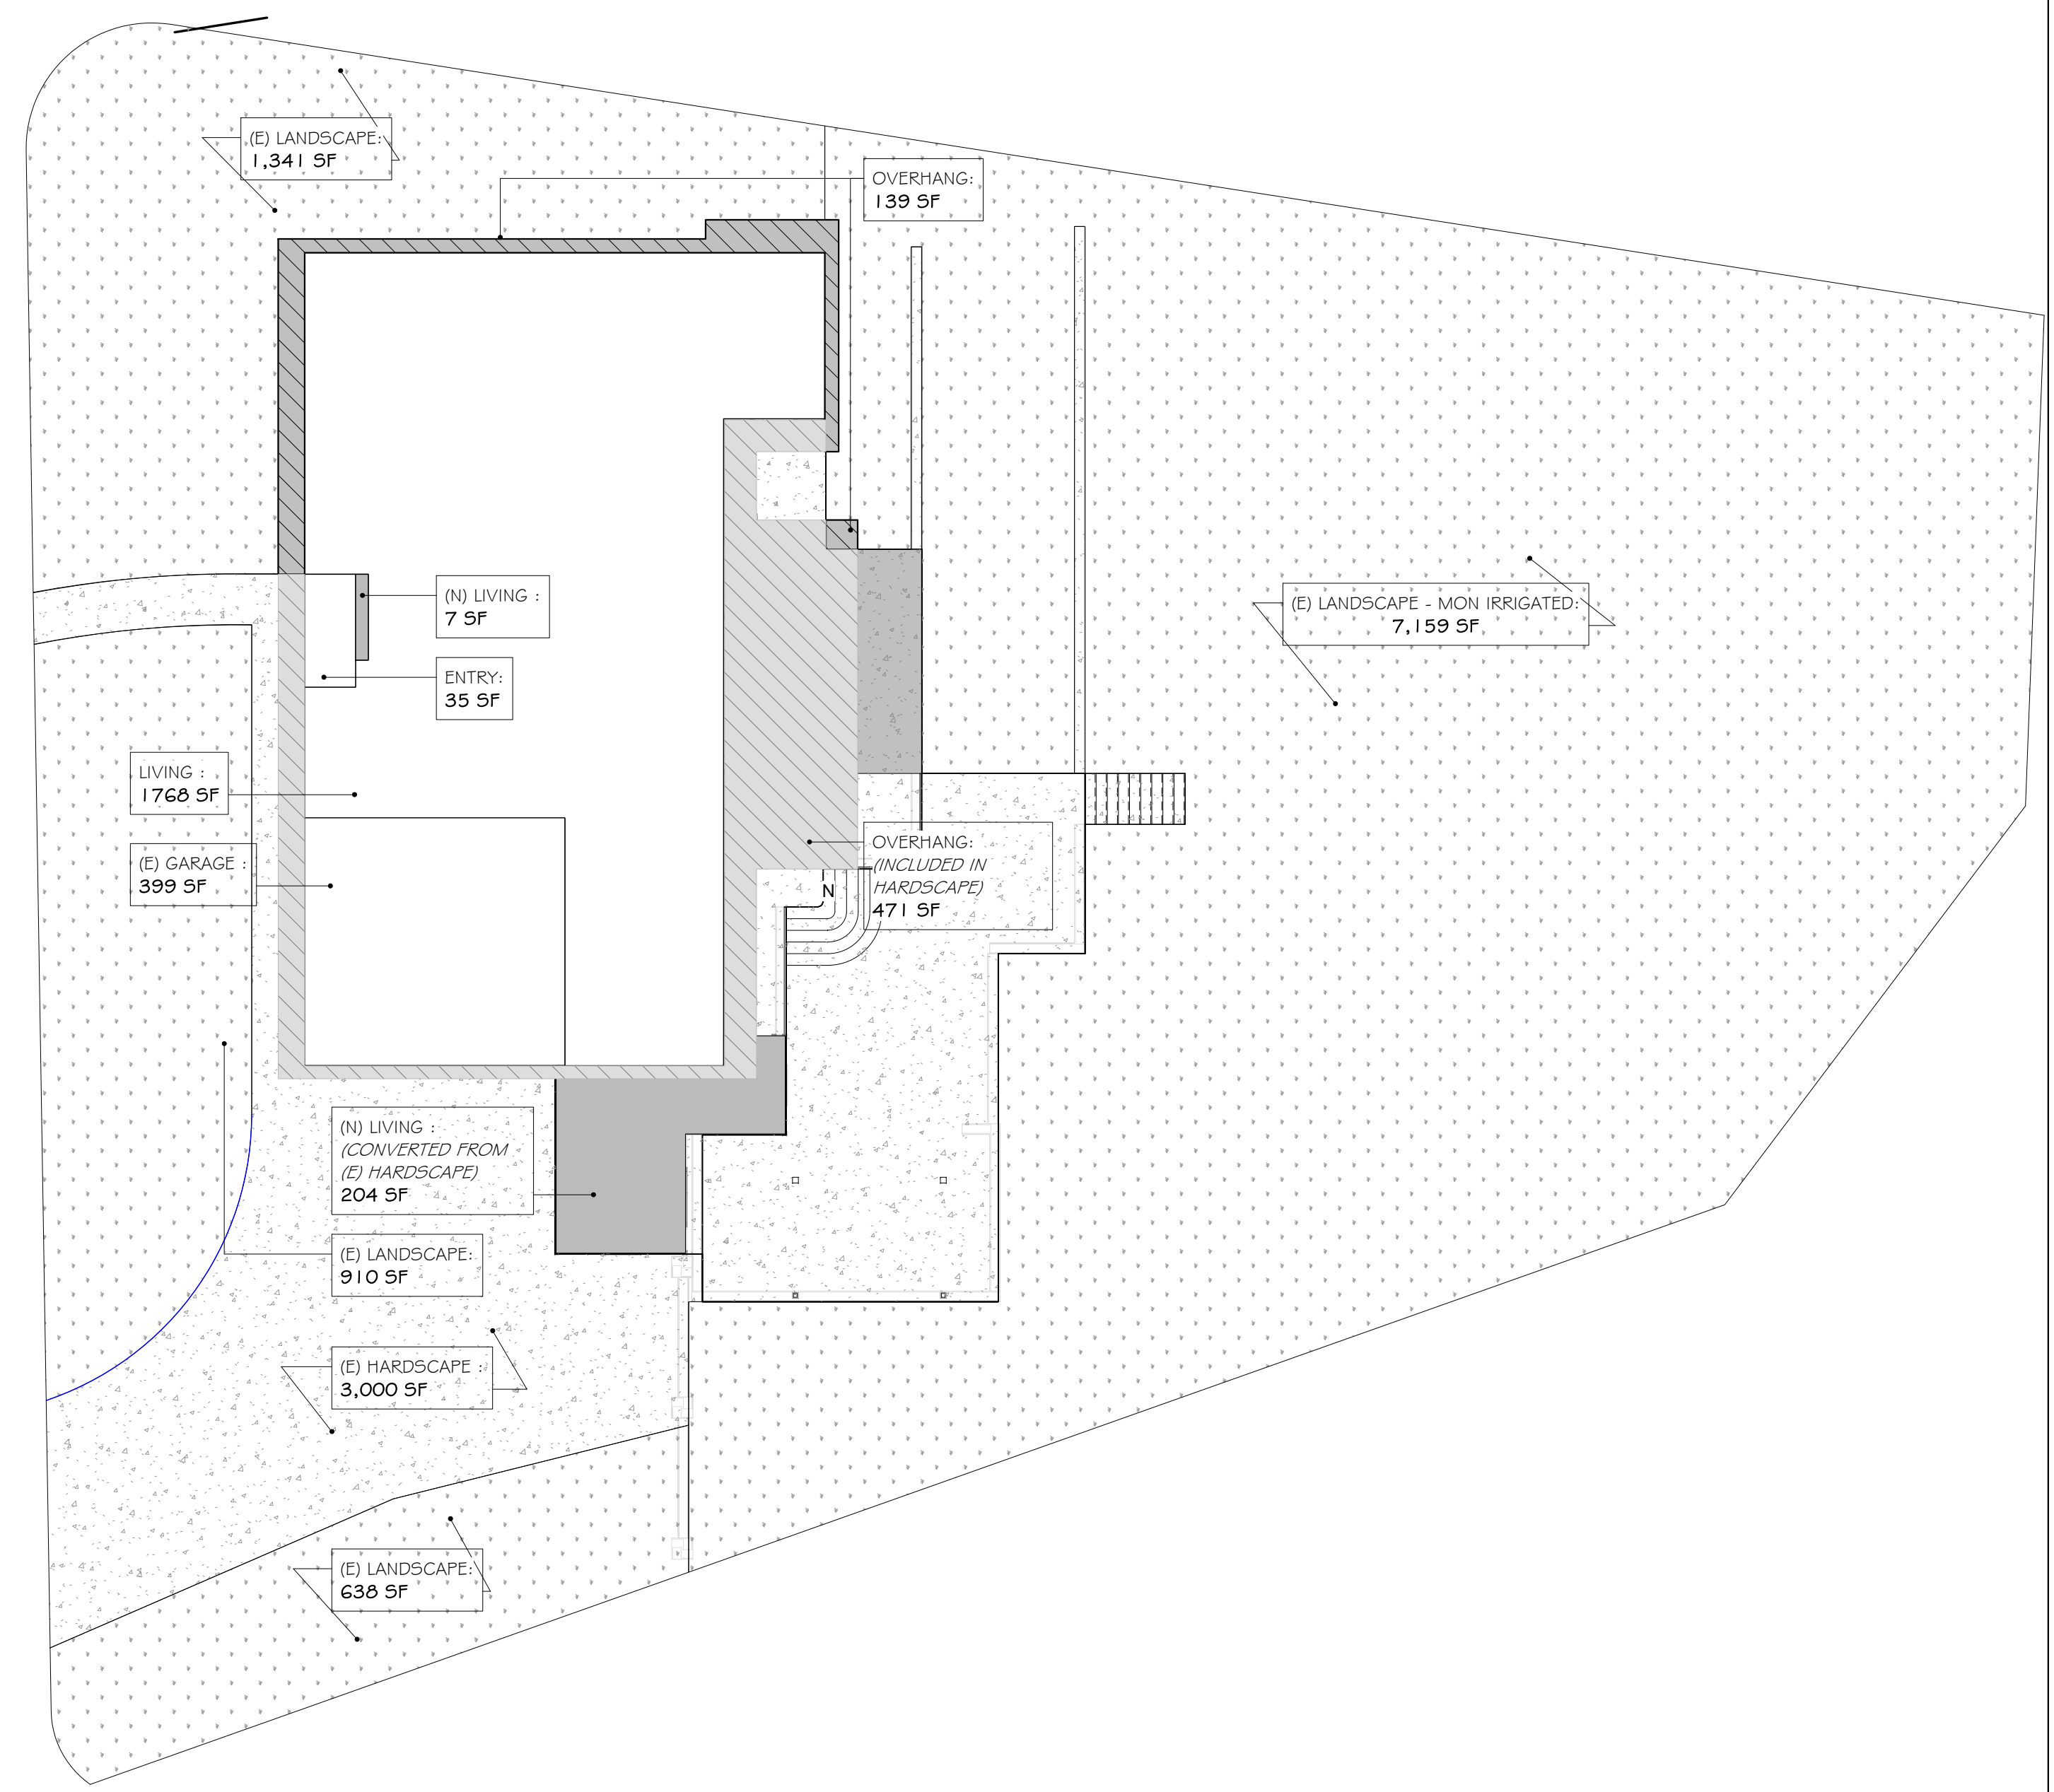 (E) LANDSCAPE:
1,341 SF
OVERHANG:
139 SF
(N) LIVING :
7 SF
(E) LANDSCAPE - MON IRRIGATED:
7,159 SF
ENTRY:
35 SF
LIVING :
1768 SF
(E) GARAGE :
399 SF
OVERHANG:
(INCLUDED IN
HARDSCAPE)
471 SF
N
(N) LIVING :
(CONVERTED FROM
(E) HARDSCAPE)
204 SF
(E) LANDSCAPE:
910 SF
(E) HARDSCAPE :
3,000 SF
(E) LANDSCAPE:
638 SF